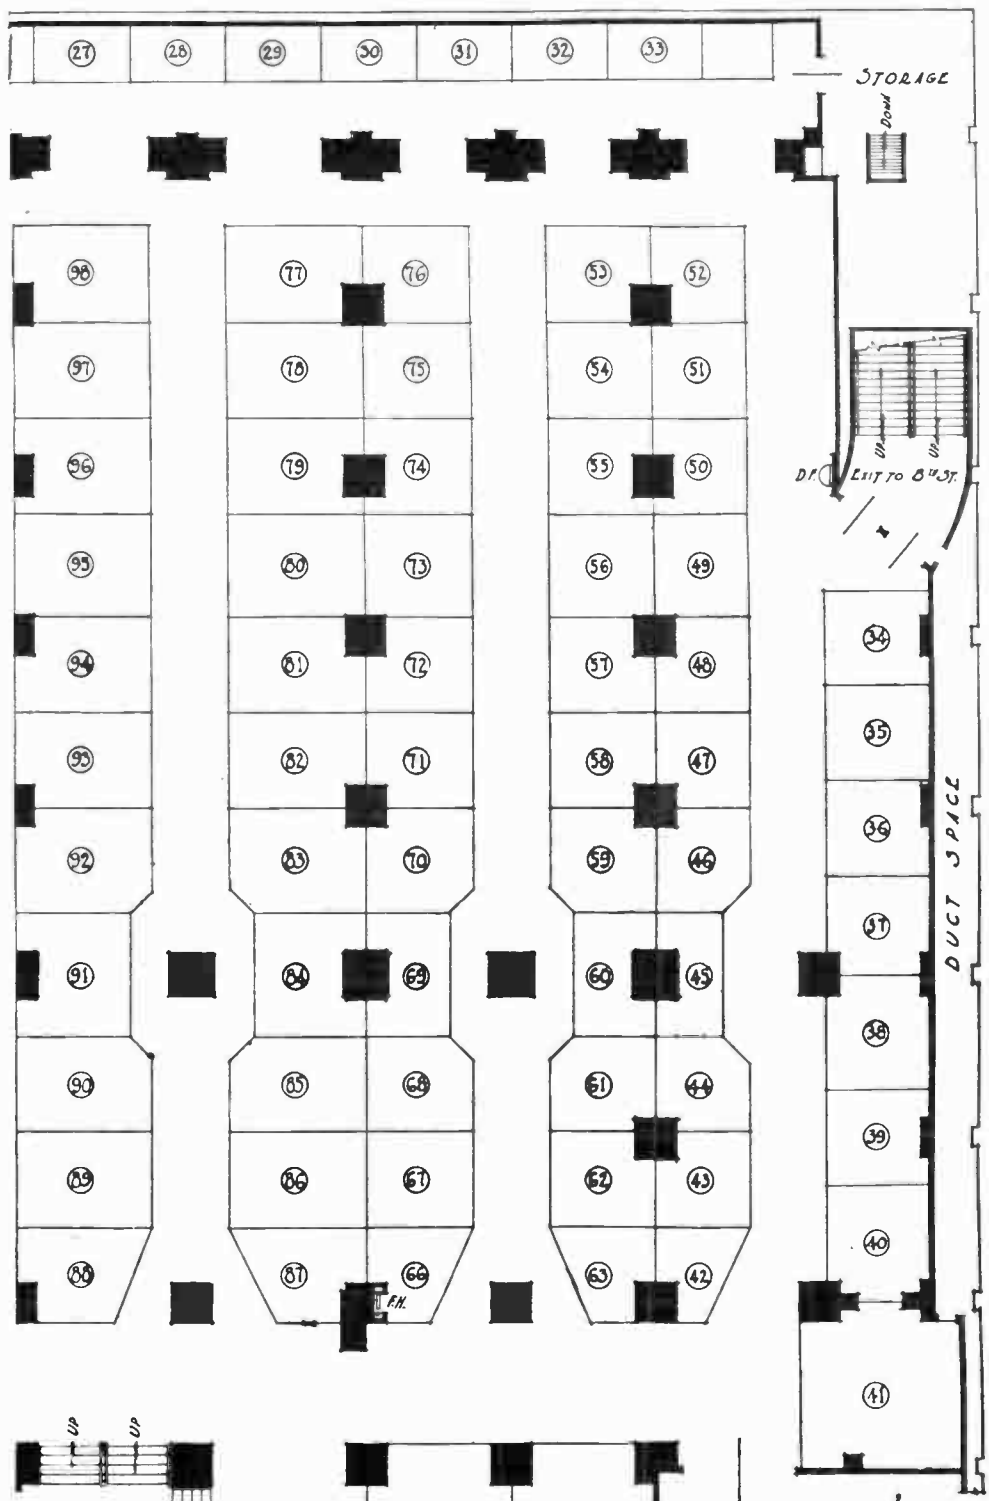 27 28 29 30 31 32 33
STORAGE
DOWN
98 77 76 53 52
97 78 75 54 51
96 79 74 55 50
UP UP
D.F. EXIT TO 8TH ST.
95 80 73 56 49
34
94 81 72 57 48
35
93 82 71 58 47
36
DUCT SPACE
92 83 70 59 46
37
91 84 69 60 45
38
90 85 68 61 44
39
89 86 67 62 43
40
88 87 66 63 42
F.H.
41
UP UP